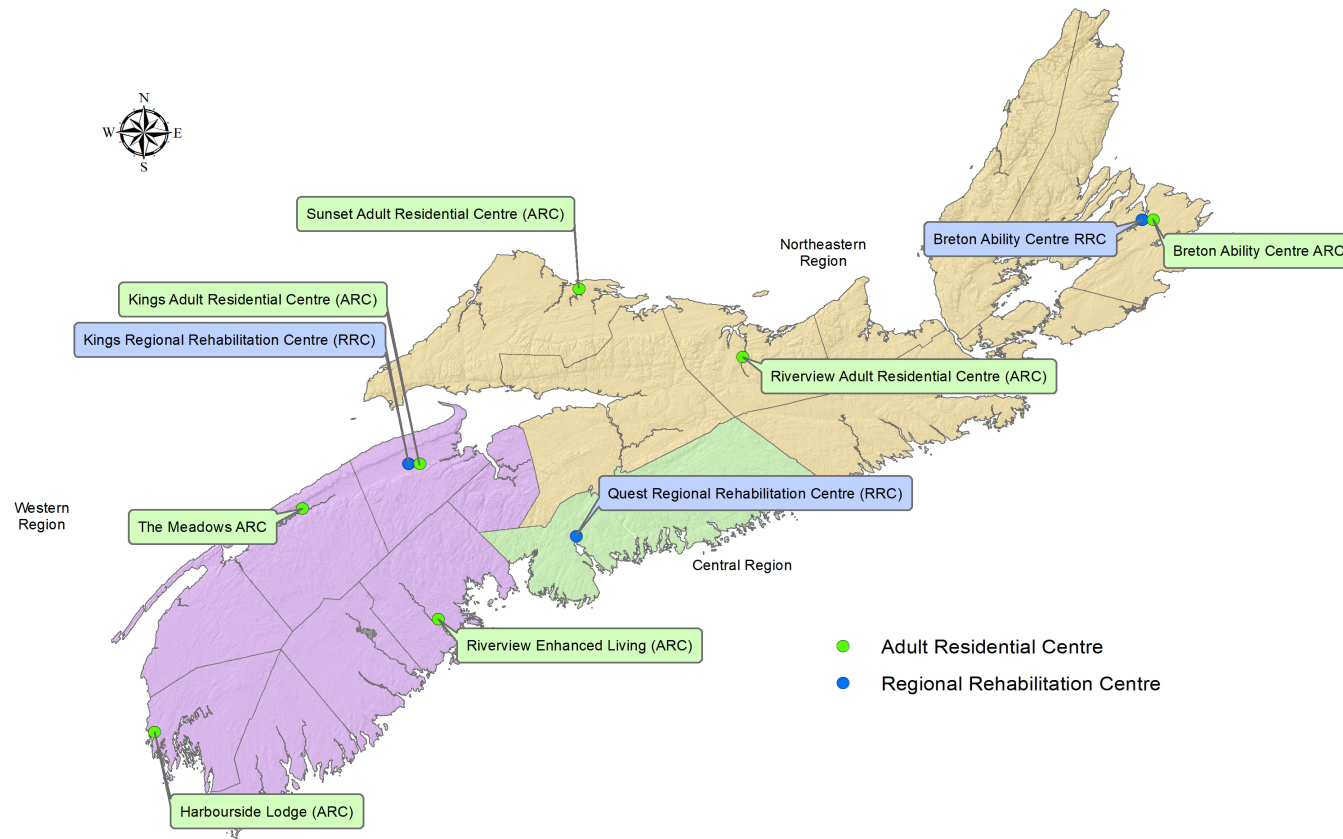 N
W
E
S
Sunset Adult Residential Centre (ARC)
Northeastern
Region
Breton Ability Centre RRC
Breton Ability Centre ARC
Kings Adult Residential Centre (ARC)
Kings Regional Rehabilitation Centre (RRC)
Riverview Adult Residential Centre (ARC)
Western
Region
The Meadows ARC
Quest Regional Rehabilitation Centre (RRC)
Central Region
Riverview Enhanced Living (ARC)
Adult Residential Centre
Regional Rehabilitation Centre
Harbourside Lodge (ARC)